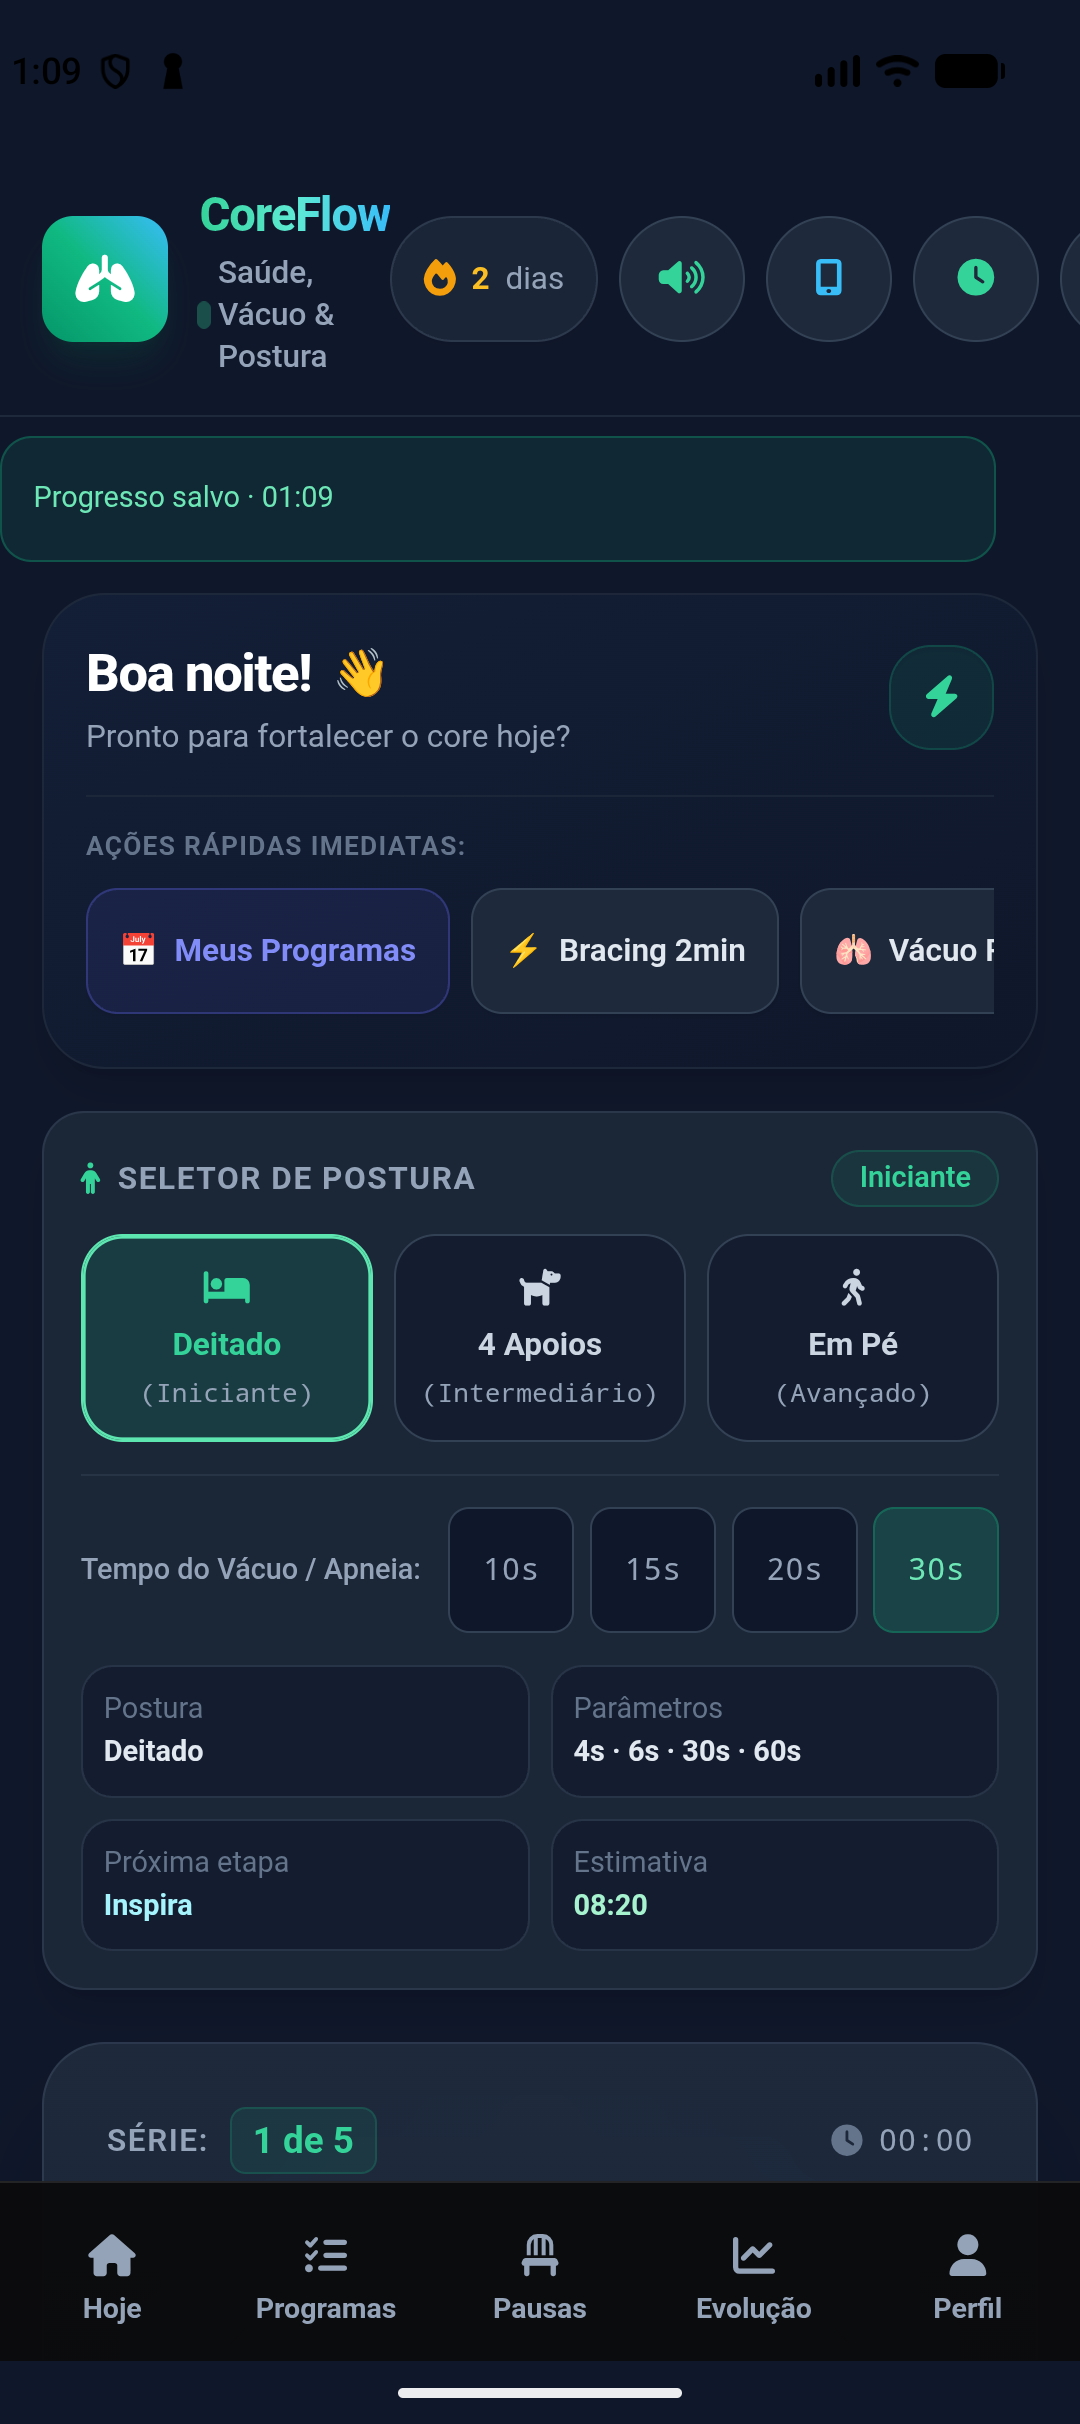 1:09
CoreFlow
Saúde,
Vácuo &
Postura
2 dias
Progresso salvo · 01:09
Boa noite! 👋
Pronto para fortalecer o core hoje?
AÇÕES RÁPIDAS IMEDIATAS:
📅 Meus Programas
⚡ Bracing 2min
🫁 Vácuo
SELETOR DE POSTURA
Iniciante
Deitado
(Iniciante)
4 Apoios
(Intermediário)
Em Pé
(Avançado)
Tempo do Vácuo / Apneia:
10s
15s
20s
30s
Postura
Deitado
Parâmetros
4s · 6s · 30s · 60s
Próxima etapa
Inspira
Estimativa
08:20
SÉRIE: 1 de 5
00:00
Hoje
Programas
Pausas
Evolução
Perfil